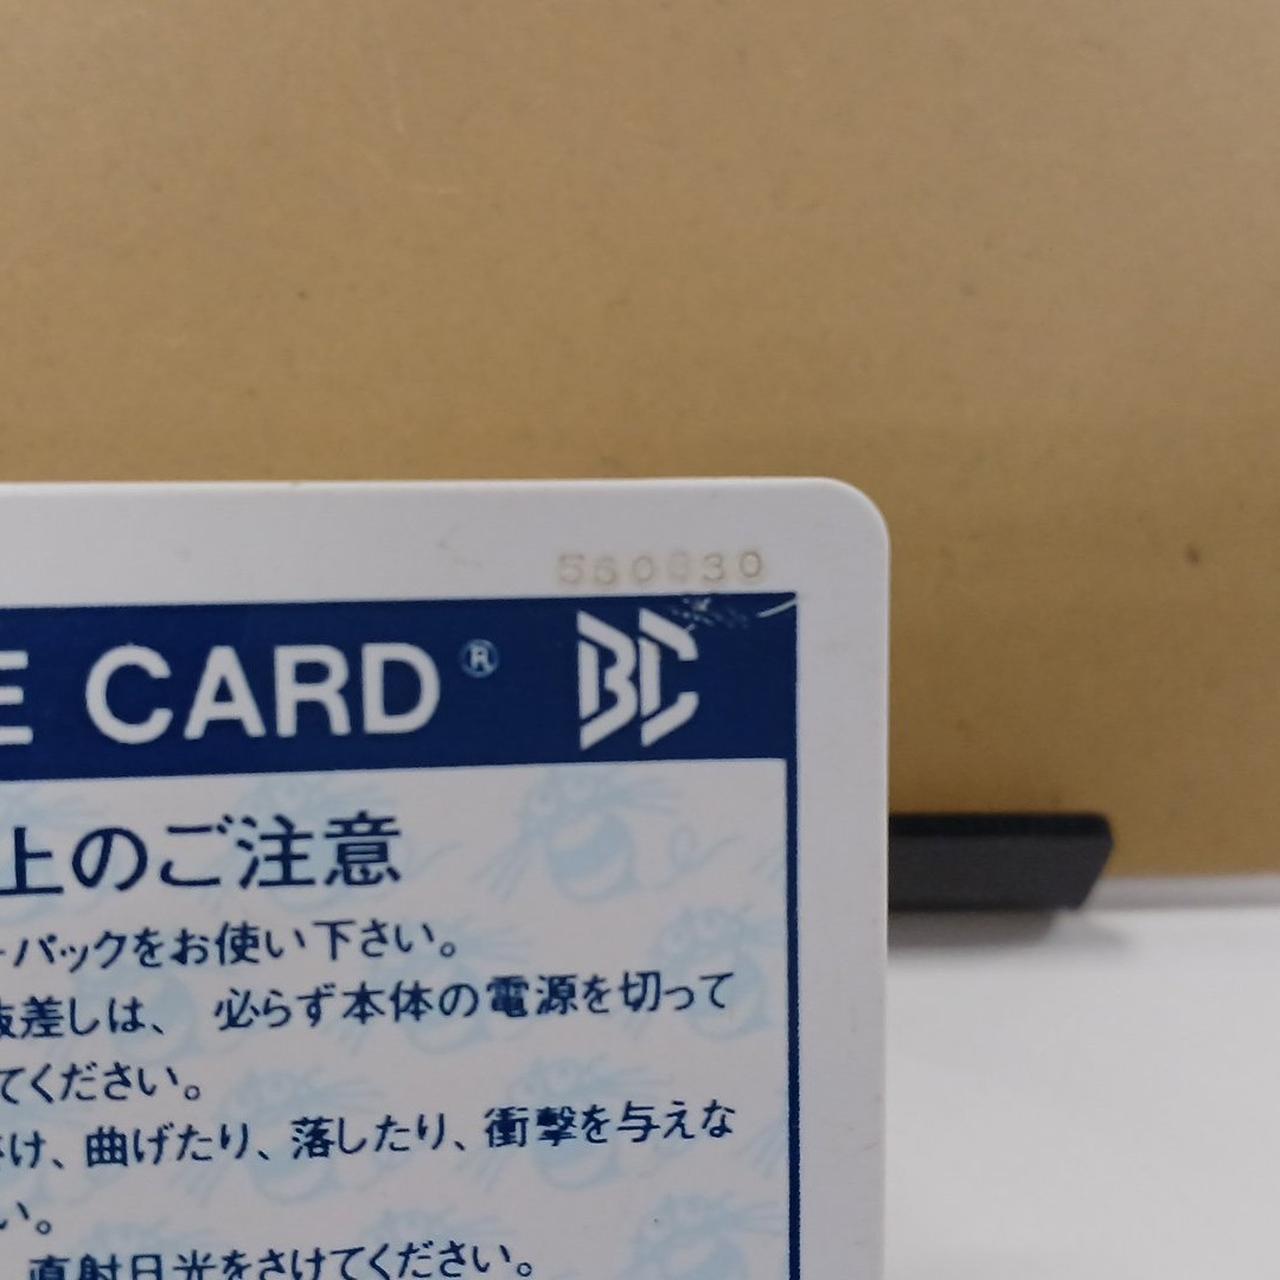 CARD® BC
上のご注意
パックをお使い下さい。
差しは、 必らず本体の電源を切って
てください。
け、曲げたり、落したり、衝撃を与えな
い。
直射日光をさけてください。